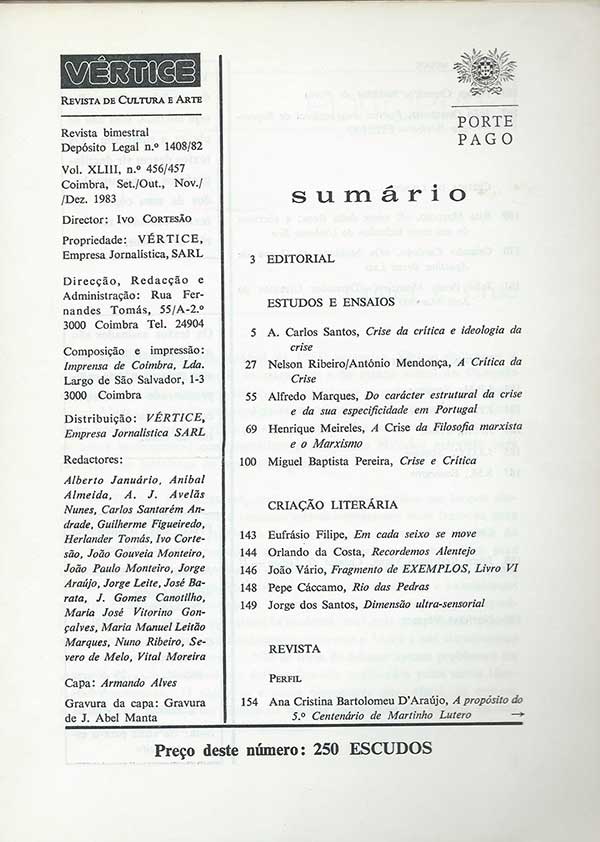 VÉRTICE
REVISTA DE CULTURA E ARTE
Revista bimestral
Depósito Legal n.º 1408/82
Vol. XLIII, n.º 456/457
Coimbra, Set./Out., Nov./
/Dez. 1983
Director: IVO CORTESÃO
Propriedade: VÉRTICE,
Empresa Jornalística, SARL
Direcção, Redacção e
Administração: Rua Fer-
nandes Tomás, 55/A-2.º
3000 Coimbra Tel. 24904
Composição e impressão:
Imprensa de Coimbra, Lda.
Largo de São Salvador, 1-3
3000 Coimbra
Distribuição: VÉRTICE,
Empresa Jornalística SARL
Redactores:
Alberto Januário, Aníbal
Almeida, A. J. Avelãs
Nunes, Carlos Santarém An-
drade, Guilherme Figueiredo,
Herlander Tomás, Ivo Corte-
são, João Gouveia Monteiro,
João Paulo Monteiro, Jorge
Araújo, Jorge Leite, José Ba-
rata, J. Gomes Canotilho,
Maria José Vitorino Gon-
çalves, Maria Manuel Leitão
Marques, Nuno Ribeiro, Se-
vero de Melo, Vital Moreira
Capa: Armando Alves
Gravura da capa: Gravura
de J. Abel Manta
PORTE
PAGO
sumário
3 EDITORIAL
ESTUDOS E ENSAIOS
5 A. Carlos Santos, Crise da crítica e ideologia da
crise
27 Nelson Ribeiro/António Mendonça, A Crítica da
Crise
55 Alfredo Marques, Do carácter estrutural da crise
e da sua especificidade em Portugal
69 Henrique Meireles, A Crise da Filosofia marxista
e o Marxismo
100 Miguel Baptista Pereira, Crise e Crítica
CRIAÇÃO LITERÁRIA
143 Eufrásio Filipe, Em cada seixo se move
144 Orlando da Costa, Recordemos Alentejo
146 João Vário, Fragmento de EXEMPLOS, Livro VI
148 Pepe Cáccamo, Rio das Pedras
149 Jorge dos Santos, Dimensão ultra-sensorial
REVISTA
PERFIL
154 Ana Cristina Bartolomeu D'Araújo, A propósito do
5.º Centenário de Martinho Lutero →
Preço deste número: 250 ESCUDOS